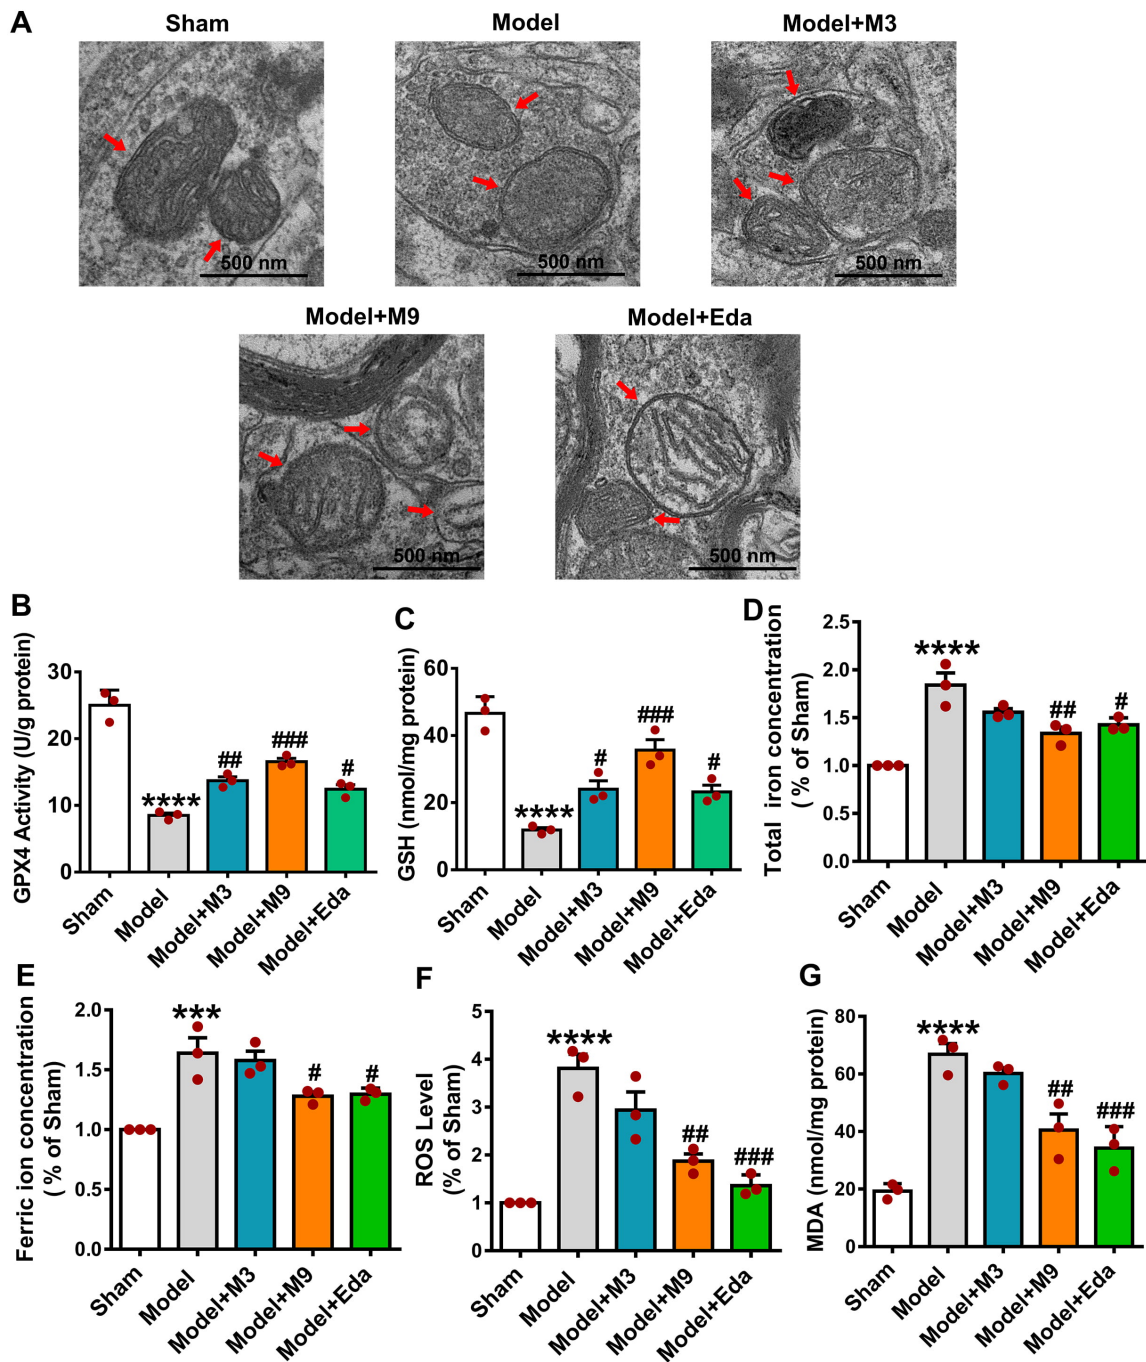 A
Sham
Model
Model+M3
500 nm
500 nm
500 nm
Model+M9
Model+Eda
500 nm
500 nm
B
GPX4 Activity (U/g protein)
30
20
10
0
****
##
###
#
Sham
Model
Model+M3
Model+M9
Model+Eda
C
GSH (nmol/mg protein)
60
40
20
0
****
#
###
#
Sham
Model
Model+M3
Model+M9
Model+Eda
D
Total iron concentration
( % of Sham)
2.5
2.0
1.5
1.0
0.5
0.0
****
##
#
Sham
Model
Model+M3
Model+M9
Model+Eda
E
Ferric ion concentration
( % of Sham)
2.0
1.5
1.0
0.5
0.0
***
#
#
Sham
Model
Model+M3
Model+M9
Model+Eda
F
ROS Level
(% of Sham)
5
4
3
2
1
0
****
##
###
Sham
Model
Model+M3
Model+M9
Model+Eda
G
MDA (nmol/mg protein)
80
60
40
20
0
****
##
###
Sham
Model
Model+M3
Model+M9
Model+Eda